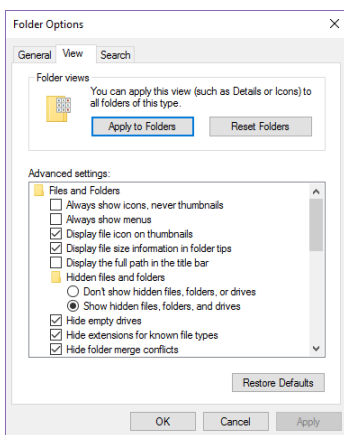 Folder Options
General View Search
Folder views
You can apply this view (such as Details or Icons) to
all folders of this type.
Apply to Folders Reset Folders
Advanced settings:
Files and Folders
Always show icons, never thumbnails
Always show menus
Display file icon on thumbnails
Display file size information in folder tips
Display the full path in the title bar
Hidden files and folders
Don't show hidden files, folders, or drives
Show hidden files, folders, and drives
Hide empty drives
Hide extensions for known file types
Hide folder merge conflicts
Restore Defaults
OK Cancel Apply